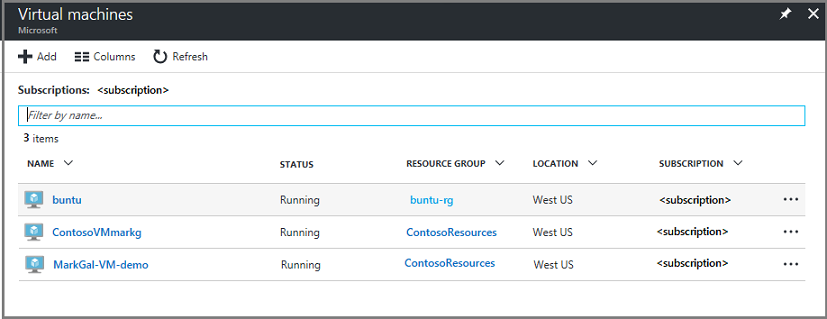 Virtual machines
Microsoft
Add Columns Refresh
Subscriptions: <subscription>
Filter by name...
3 items
NAME STATUS RESOURCE GROUP LOCATION SUBSCRIPTION
buntu Running buntu-rg West US <subscription> ...
ContosoVMmarkg Running ContosoResources West US <subscription> ...
MarkGal-VM-demo Running ContosoResources West US <subscription> ...